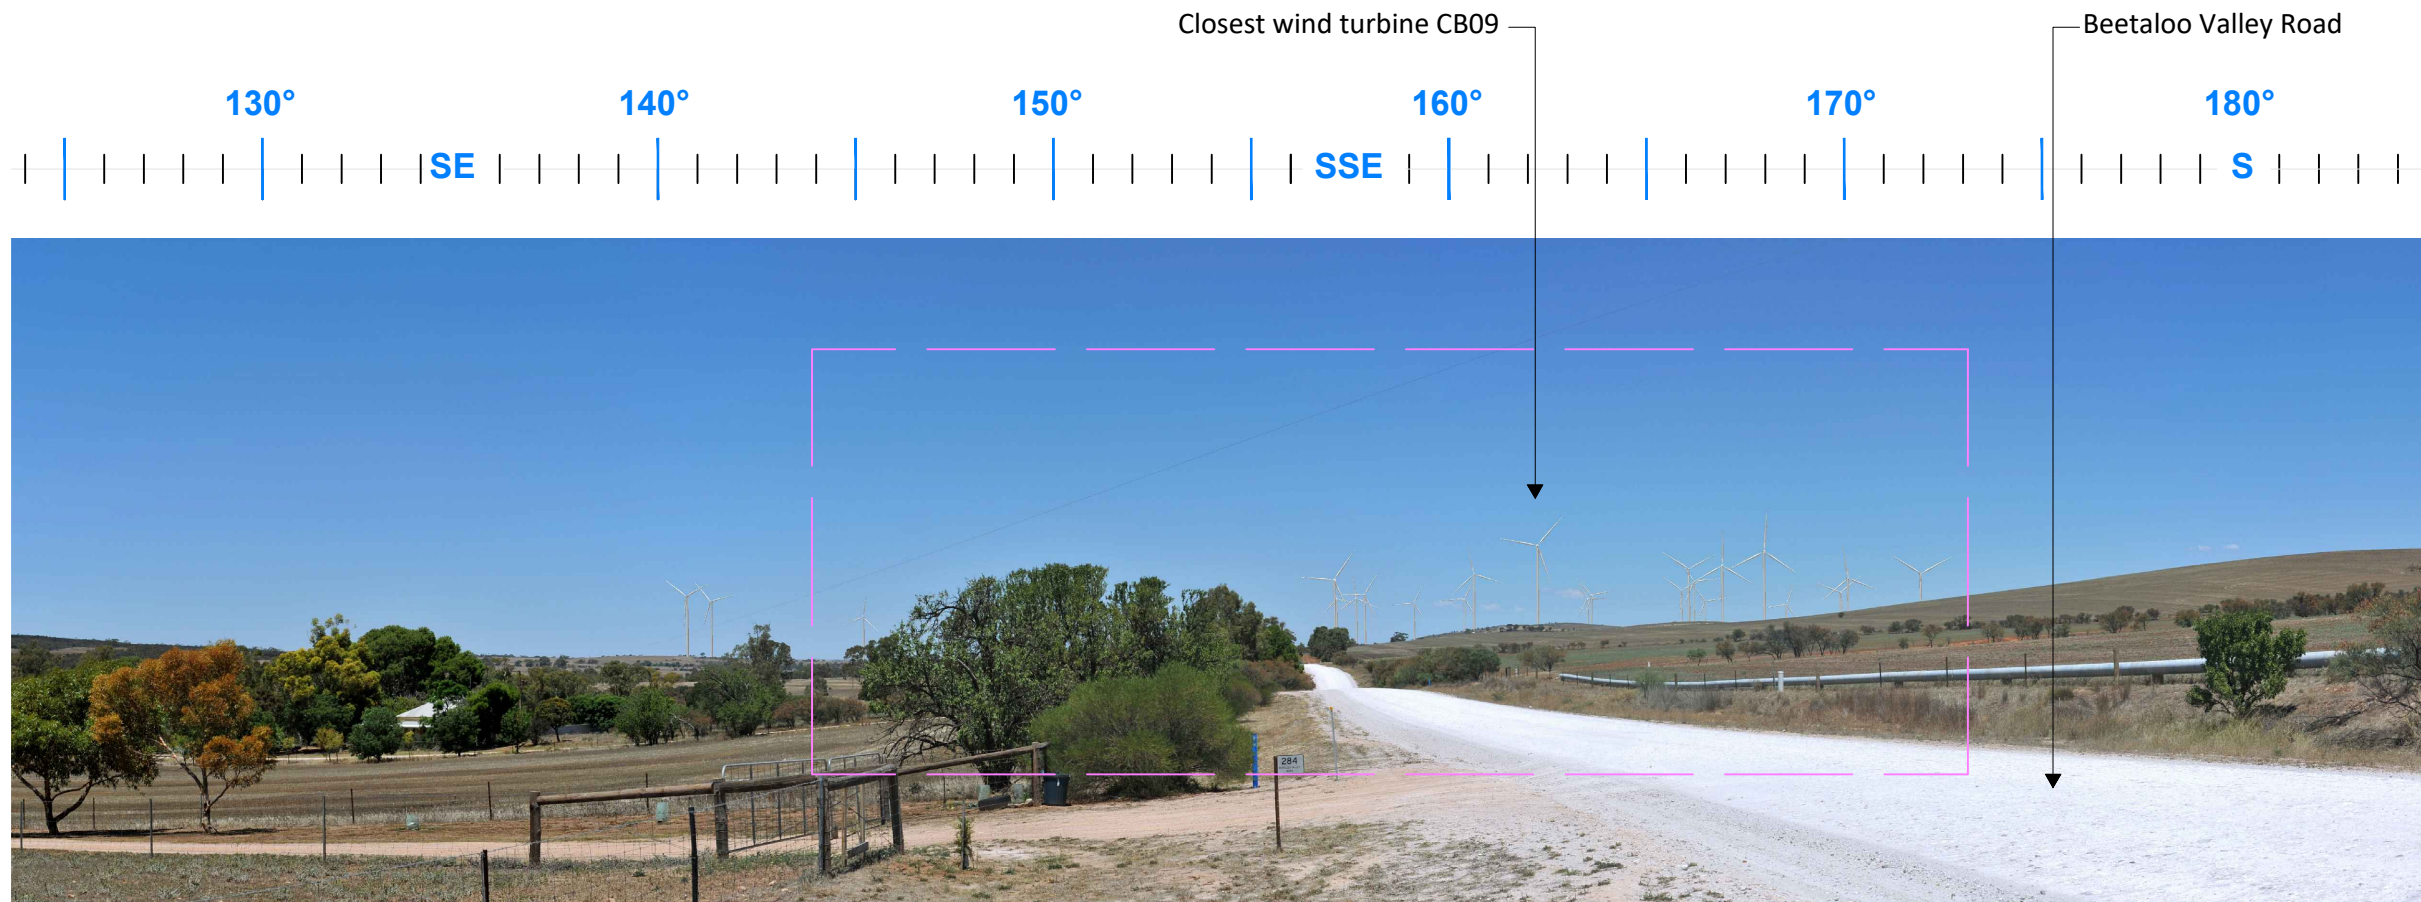 Closest wind turbine CB09
Beetaloo Valley Road
130°
140°
150°
160°
170°
180°
SE
SSE
S
284